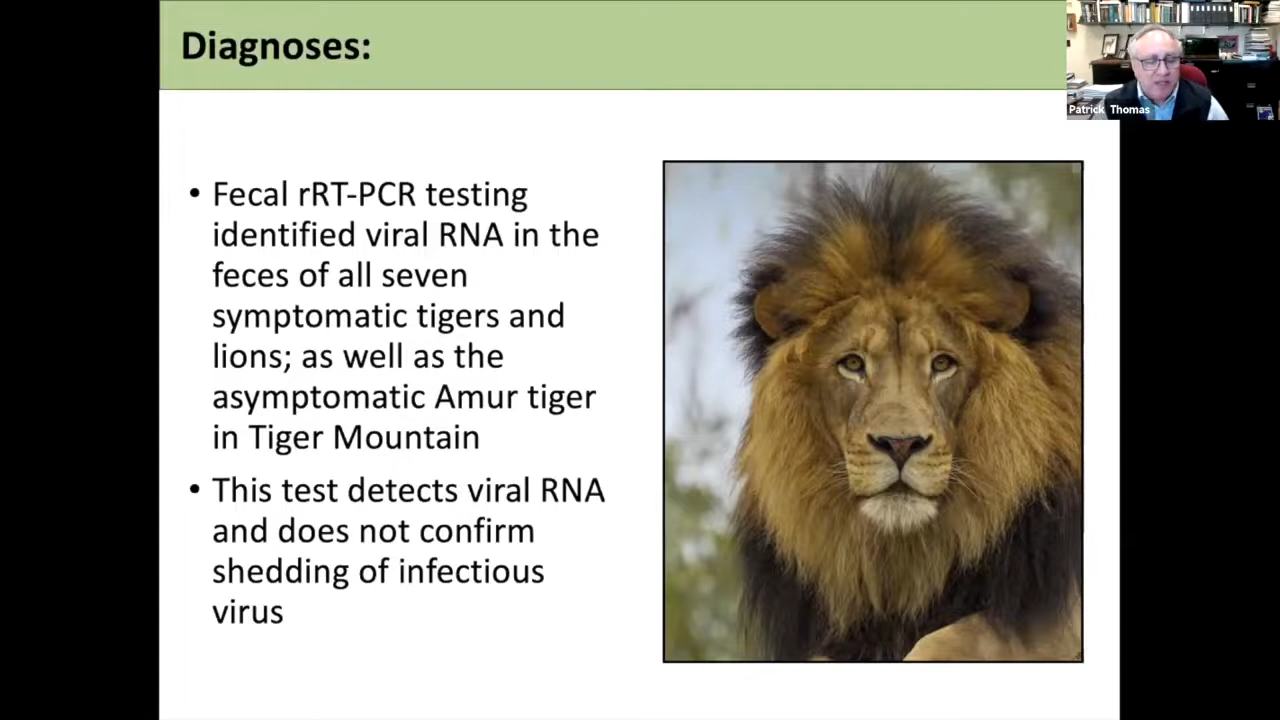 Diagnoses:
Patrick Thomas
• Fecal rRT-PCR testing
identified viral RNA in the
feces of all seven
symptomatic tigers and
lions; as well as the
asymptomatic Amur tiger
in Tiger Mountain
• This test detects viral RNA
and does not confirm
shedding of infectious
virus